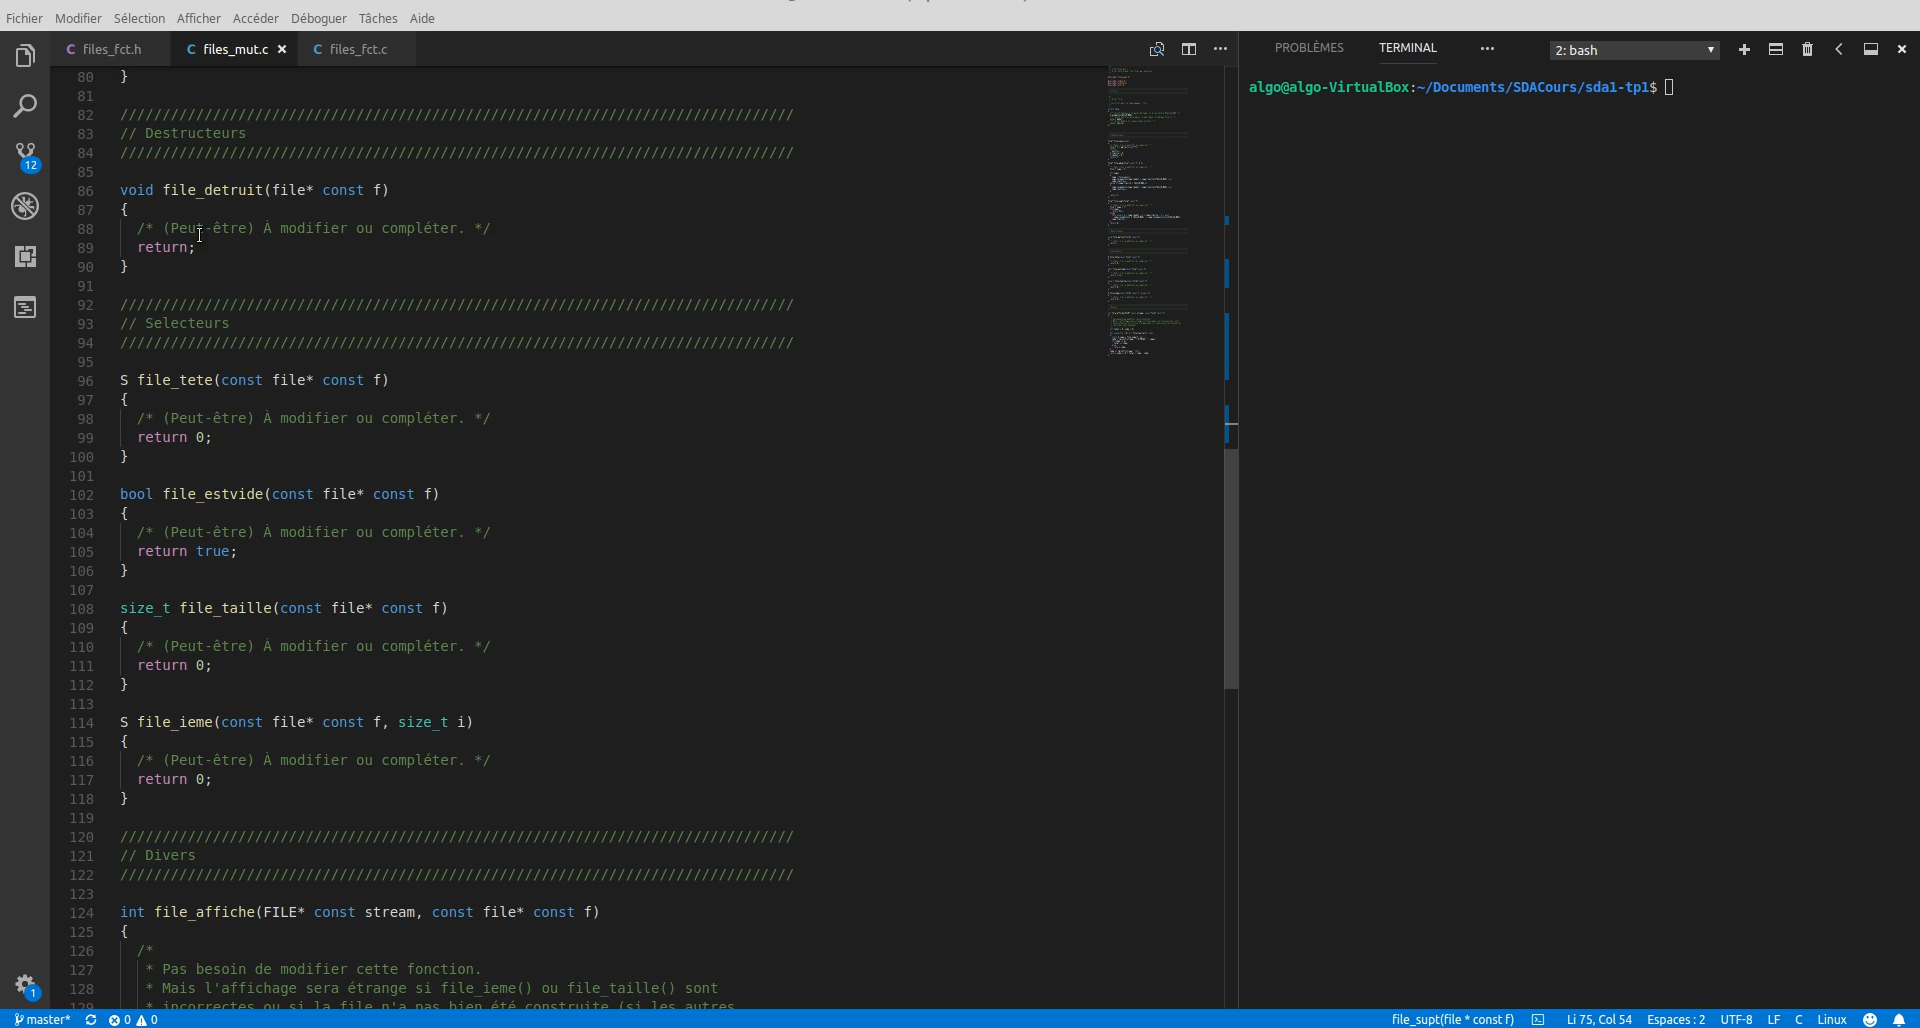 Fichier Modifier Sélection Afficher Accéder Déboguer Tâches Aide
files_fct.h files_mut.c files_fct.c
PROBLÈMES TERMINAL 2: bash
algo@algo-VirtualBox:~/Documents/SDACours/sda1-tp1$
80 }
81
82 ////////////////////////////////////////////////////////////////////////////////
83 // Destructeurs
84 ////////////////////////////////////////////////////////////////////////////////
85
86 void file_detruit(file* const f)
87 {
88 /* (Peut-être) À modifier ou compléter. */
89 return;
90 }
91
92 ////////////////////////////////////////////////////////////////////////////////
93 // Selecteurs
94 ////////////////////////////////////////////////////////////////////////////////
95
96 S file_tete(const file* const f)
97 {
98 /* (Peut-être) À modifier ou compléter. */
99 return 0;
100 }
101
102 bool file_estvide(const file* const f)
103 {
104 /* (Peut-être) À modifier ou compléter. */
105 return true;
106 }
107
108 size_t file_taille(const file* const f)
109 {
110 /* (Peut-être) À modifier ou compléter. */
111 return 0;
112 }
113
114 S file_ieme(const file* const f, size_t i)
115 {
116 /* (Peut-être) À modifier ou compléter. */
117 return 0;
118 }
119
120 ////////////////////////////////////////////////////////////////////////////////
121 // Divers
122 ////////////////////////////////////////////////////////////////////////////////
123
124 int file_affiche(FILE* const stream, const file* const f)
125 {
126 /*
127 * Pas besoin de modifier cette fonction.
128 * Mais l'affichage sera étrange si file_ieme() ou file_taille() sont
129 * incorrectes ou si la file n'a pas bien été construite (si les autres
12
1
master* 0 0 file_supt(file * const f) Li 75, Col 54 Espaces : 2 UTF-8 LF C Linux